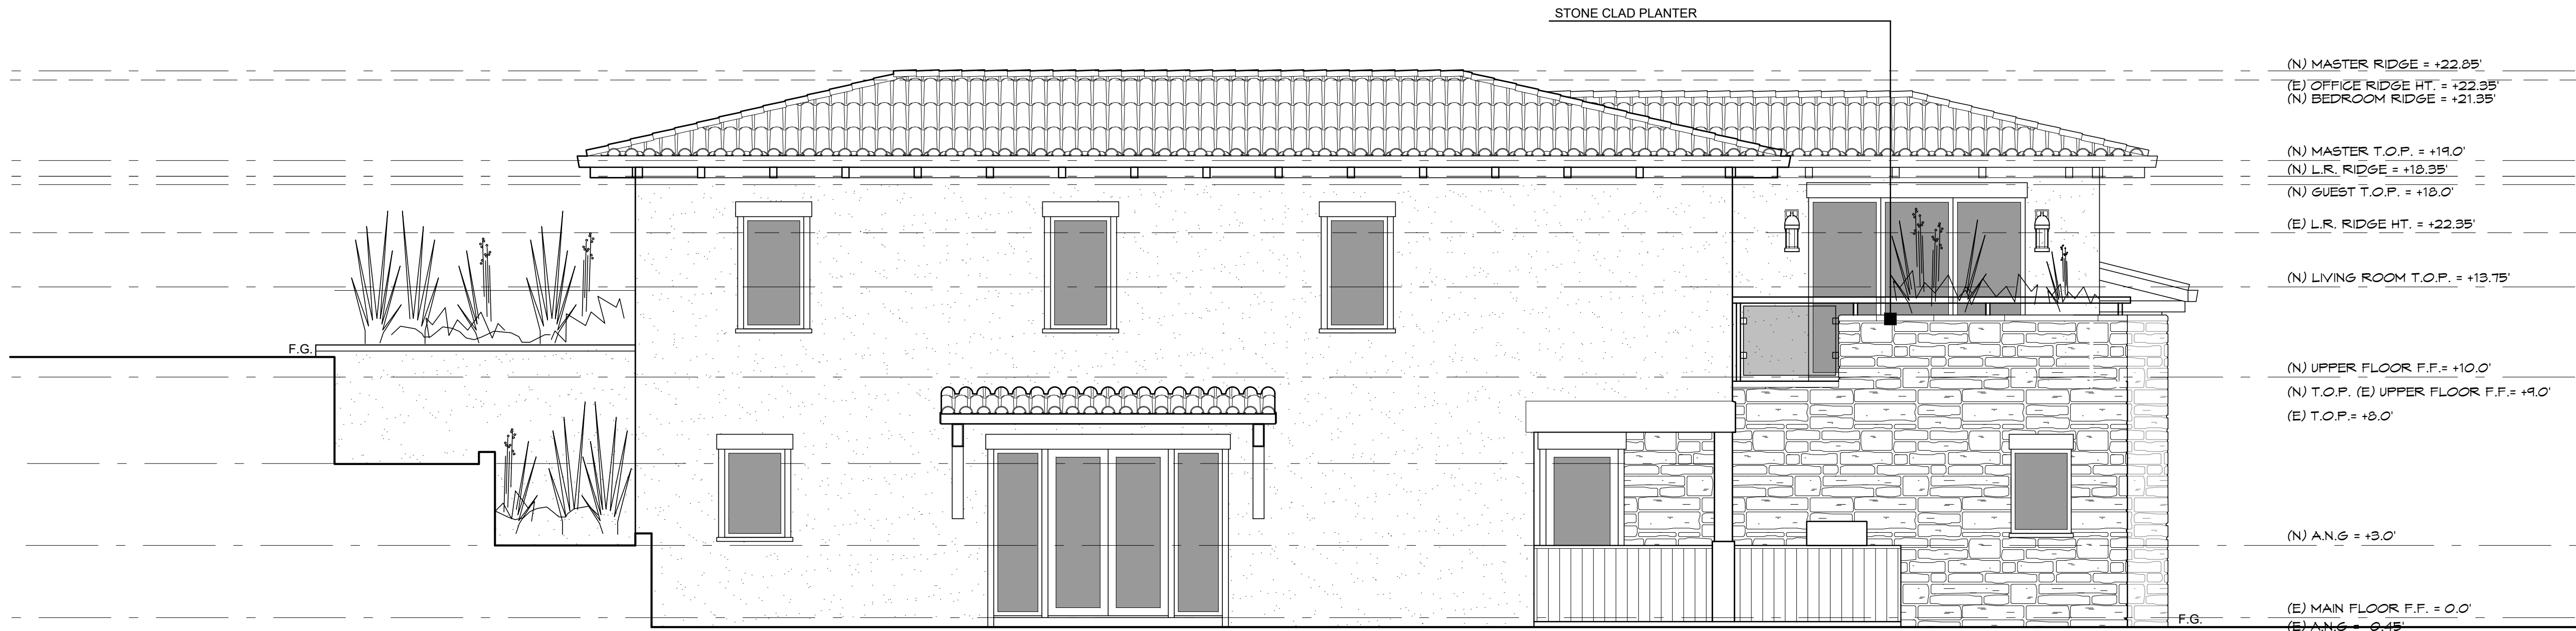 STONE CLAD PLANTER
(N) MASTER RIDGE = +22.85'
(E) OFFICE RIDGE HT. = +22.35'
(N) BEDROOM RIDGE = +21.35'
(N) MASTER T.O.P. = +19.0'
(N) L.R. RIDGE = +18.35'
(N) GUEST T.O.P. = +18.0'
(E) L.R. RIDGE HT. = +22.35'
(N) LIVING ROOM T.O.P. = +13.75'
F.G.
(N) UPPER FLOOR F.F.= +10.0'
(N) T.O.P. (E) UPPER FLOOR F.F.= +9.0'
(E) T.O.P.= +8.0'
(N) A.N.G = +3.0'
(E) MAIN FLOOR F.F. = 0.0'
F.G.
(E) A.N.G = -0.45'